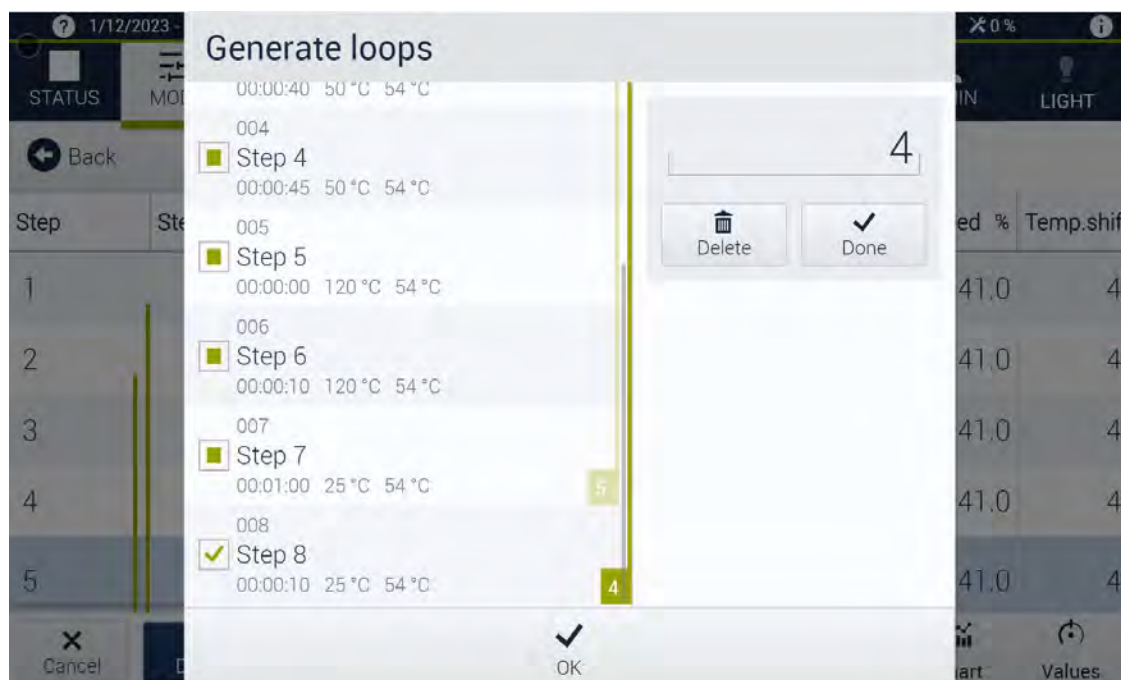 1/12/2023 -
0 %
STATUS
LIGHT
Back
Step
Temp.shif
1
41.0
4
2
41.0
4
3
41.0
4
4
41.0
4
5
41.0
4
Cancel
Values
Generate loops
00:00:40 50 °C 54 °C
004
Step 4
00:00:45 50 °C 54 °C
005
Step 5
00:00:00 120 °C 54 °C
006
Step 6
00:00:10 120 °C 54 °C
007
Step 7
00:01:00 25 °C 54 °C
5
008
Step 8
00:00:10 25 °C 54 °C
4
4
Delete
Done
OK